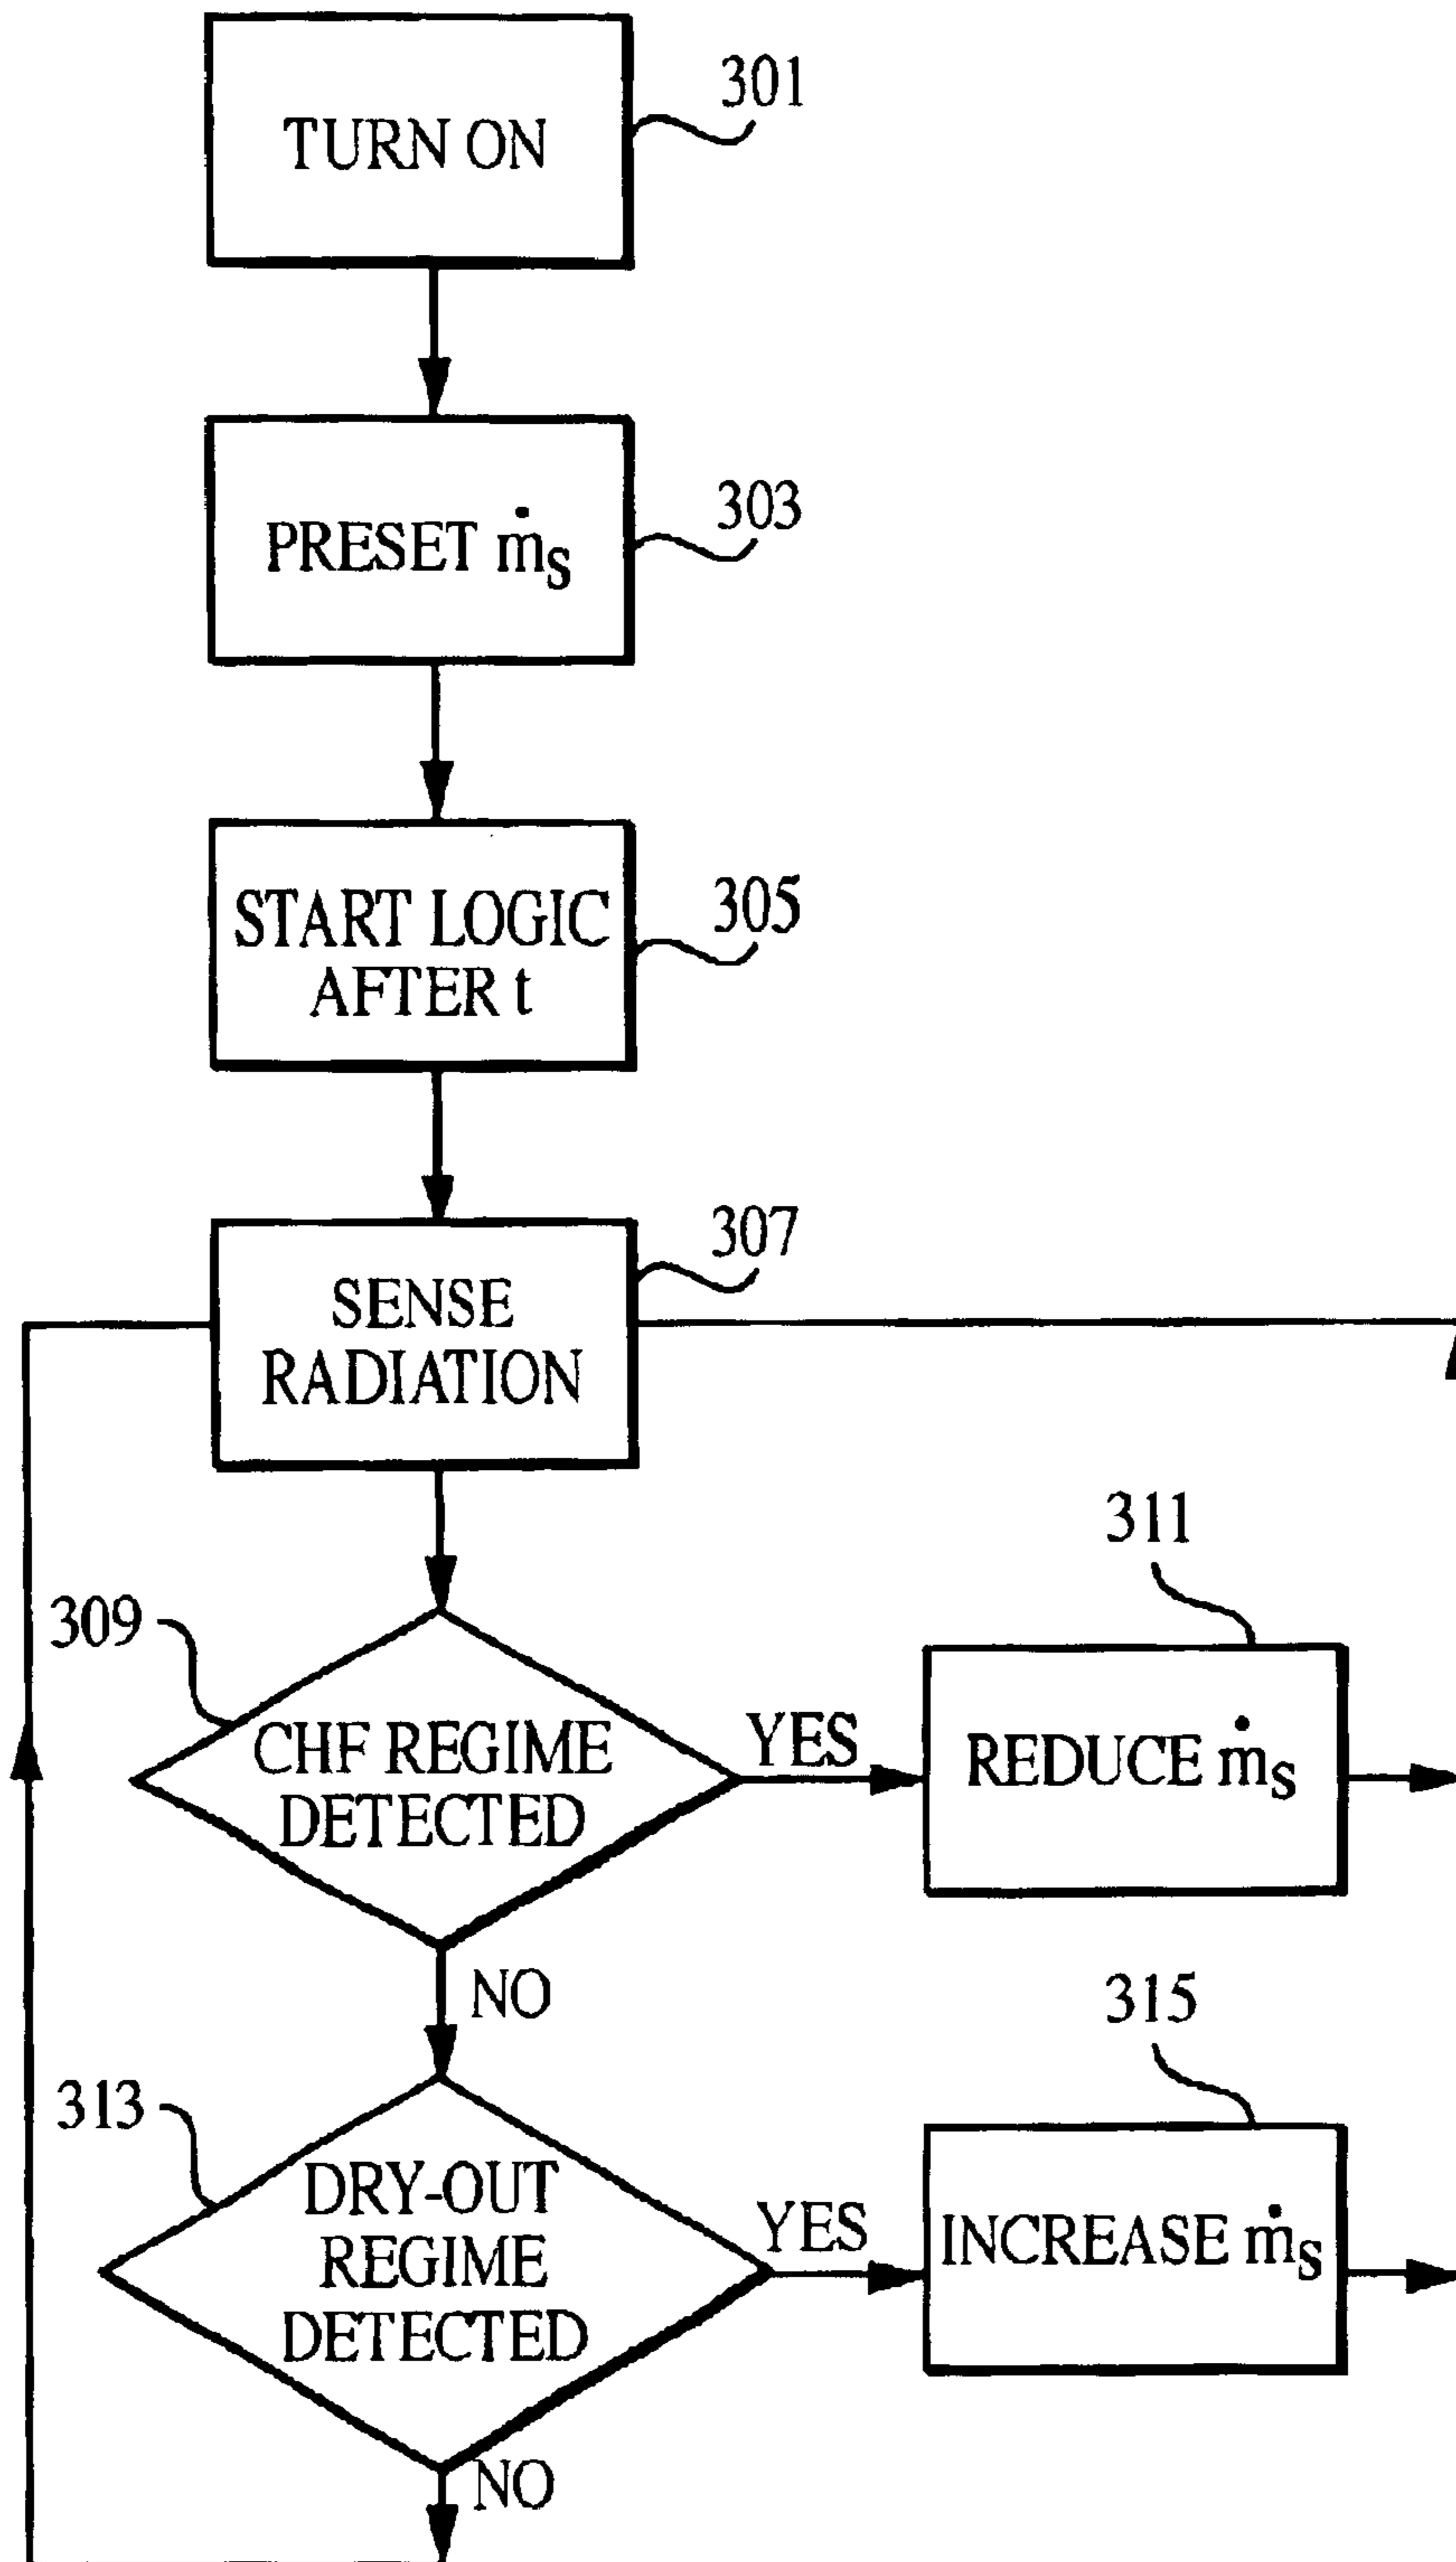 301
TURN ON
303
PRESET ṁs
305
START LOGIC
AFTER t
307
SENSE
RADIATION
309
CHF REGIME
DETECTED
YES
311
REDUCE ṁs
NO
313
DRY-OUT
REGIME
DETECTED
YES
315
INCREASE ṁs
NO